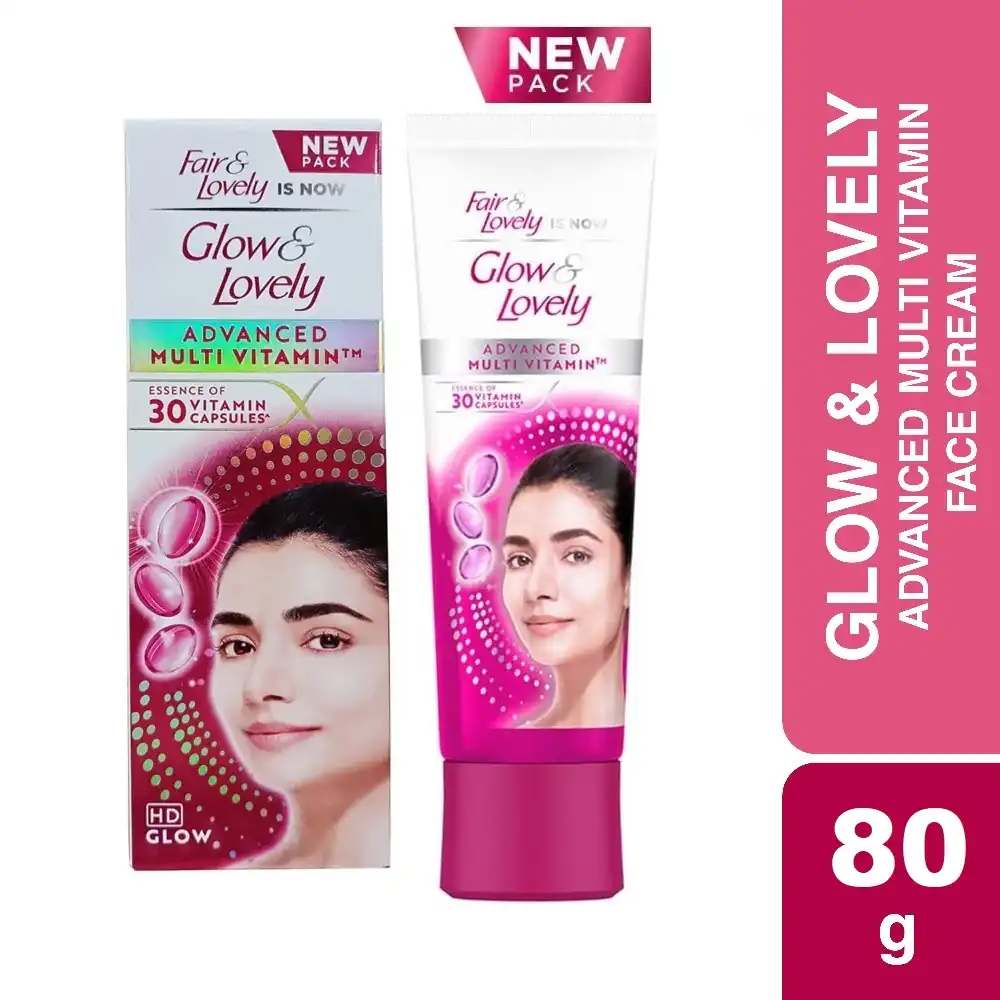 NEW
PACK
NEW
PACK
Fair &
Lovely IS NOW
Glow &
Lovely
ADVANCED
MULTI VITAMIN™
ESSENCE OF
30 VITAMIN
CAPSULES^
HD
GLOW
Fair &
Lovely IS NOW
Glow &
Lovely
ADVANCED
MULTI VITAMIN™
ESSENCE OF
30 VITAMIN
CAPSULES^
GLOW & LOVELY
ADVANCED MULTI VITAMIN
FACE CREAM
80
g